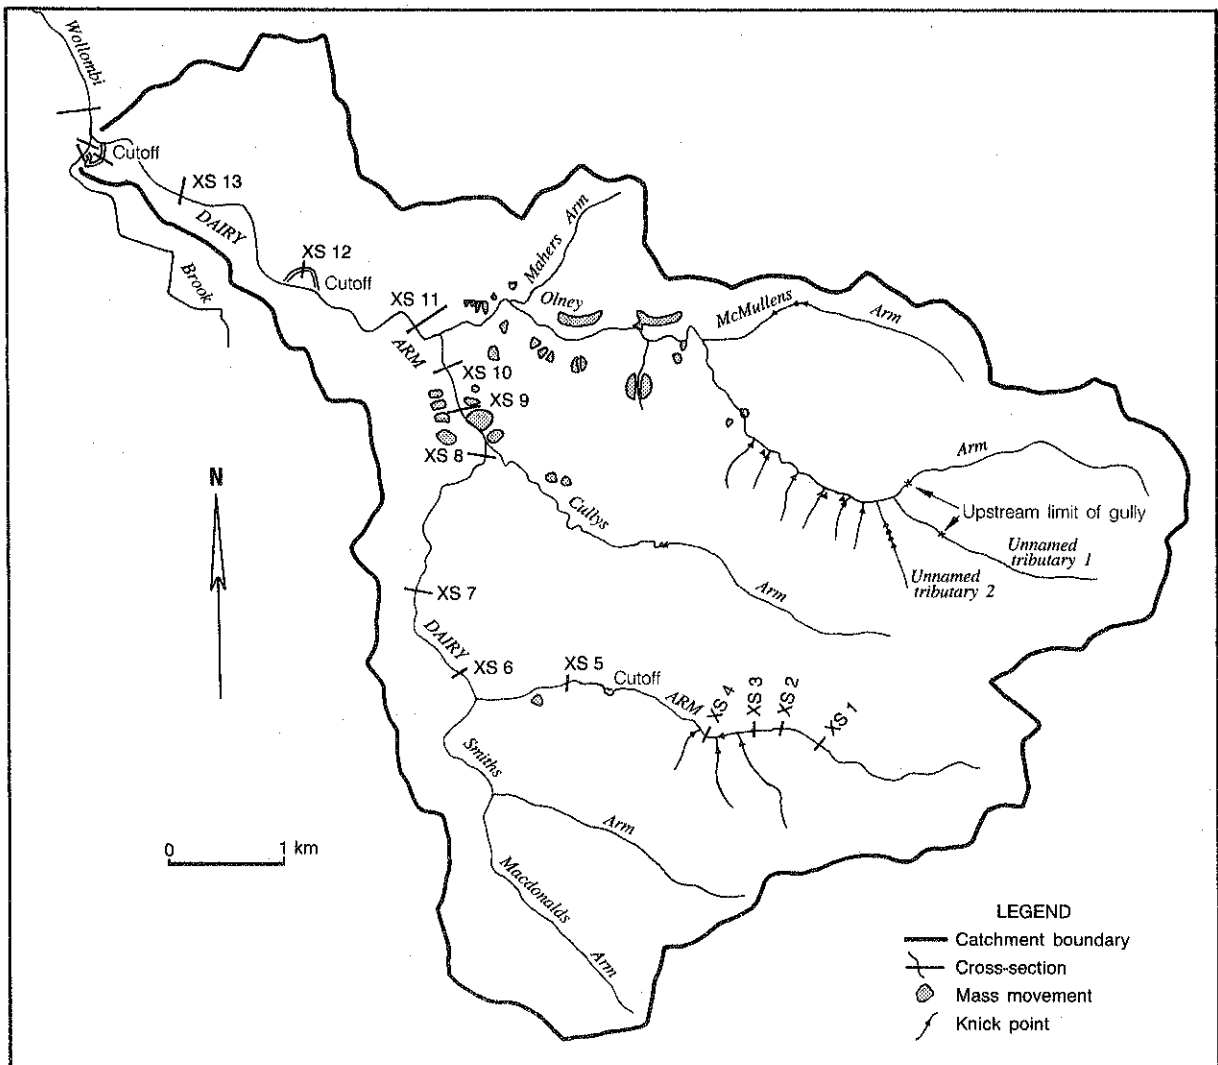 Wollombi
Cutoff
XS 13
DAIRY
Brook
XS 12
Cutoff
XS 11
ARM
Mahers Arm
Olney
McMullens Arm
XS 10
XS 9
XS 8
Cullys
Arm
Arm
Upstream limit of gully
Unnamed
tributary 1
Unnamed
tributary 2
N
XS 7
DAIRY
XS 6
XS 5
Cutoff
ARM
XS 4
XS 3
XS 2
XS 1
Smiths
Arm
Macdonalds
Arm
0 1 km
LEGEND
Catchment boundary
Cross-section
Mass movement
Knick point